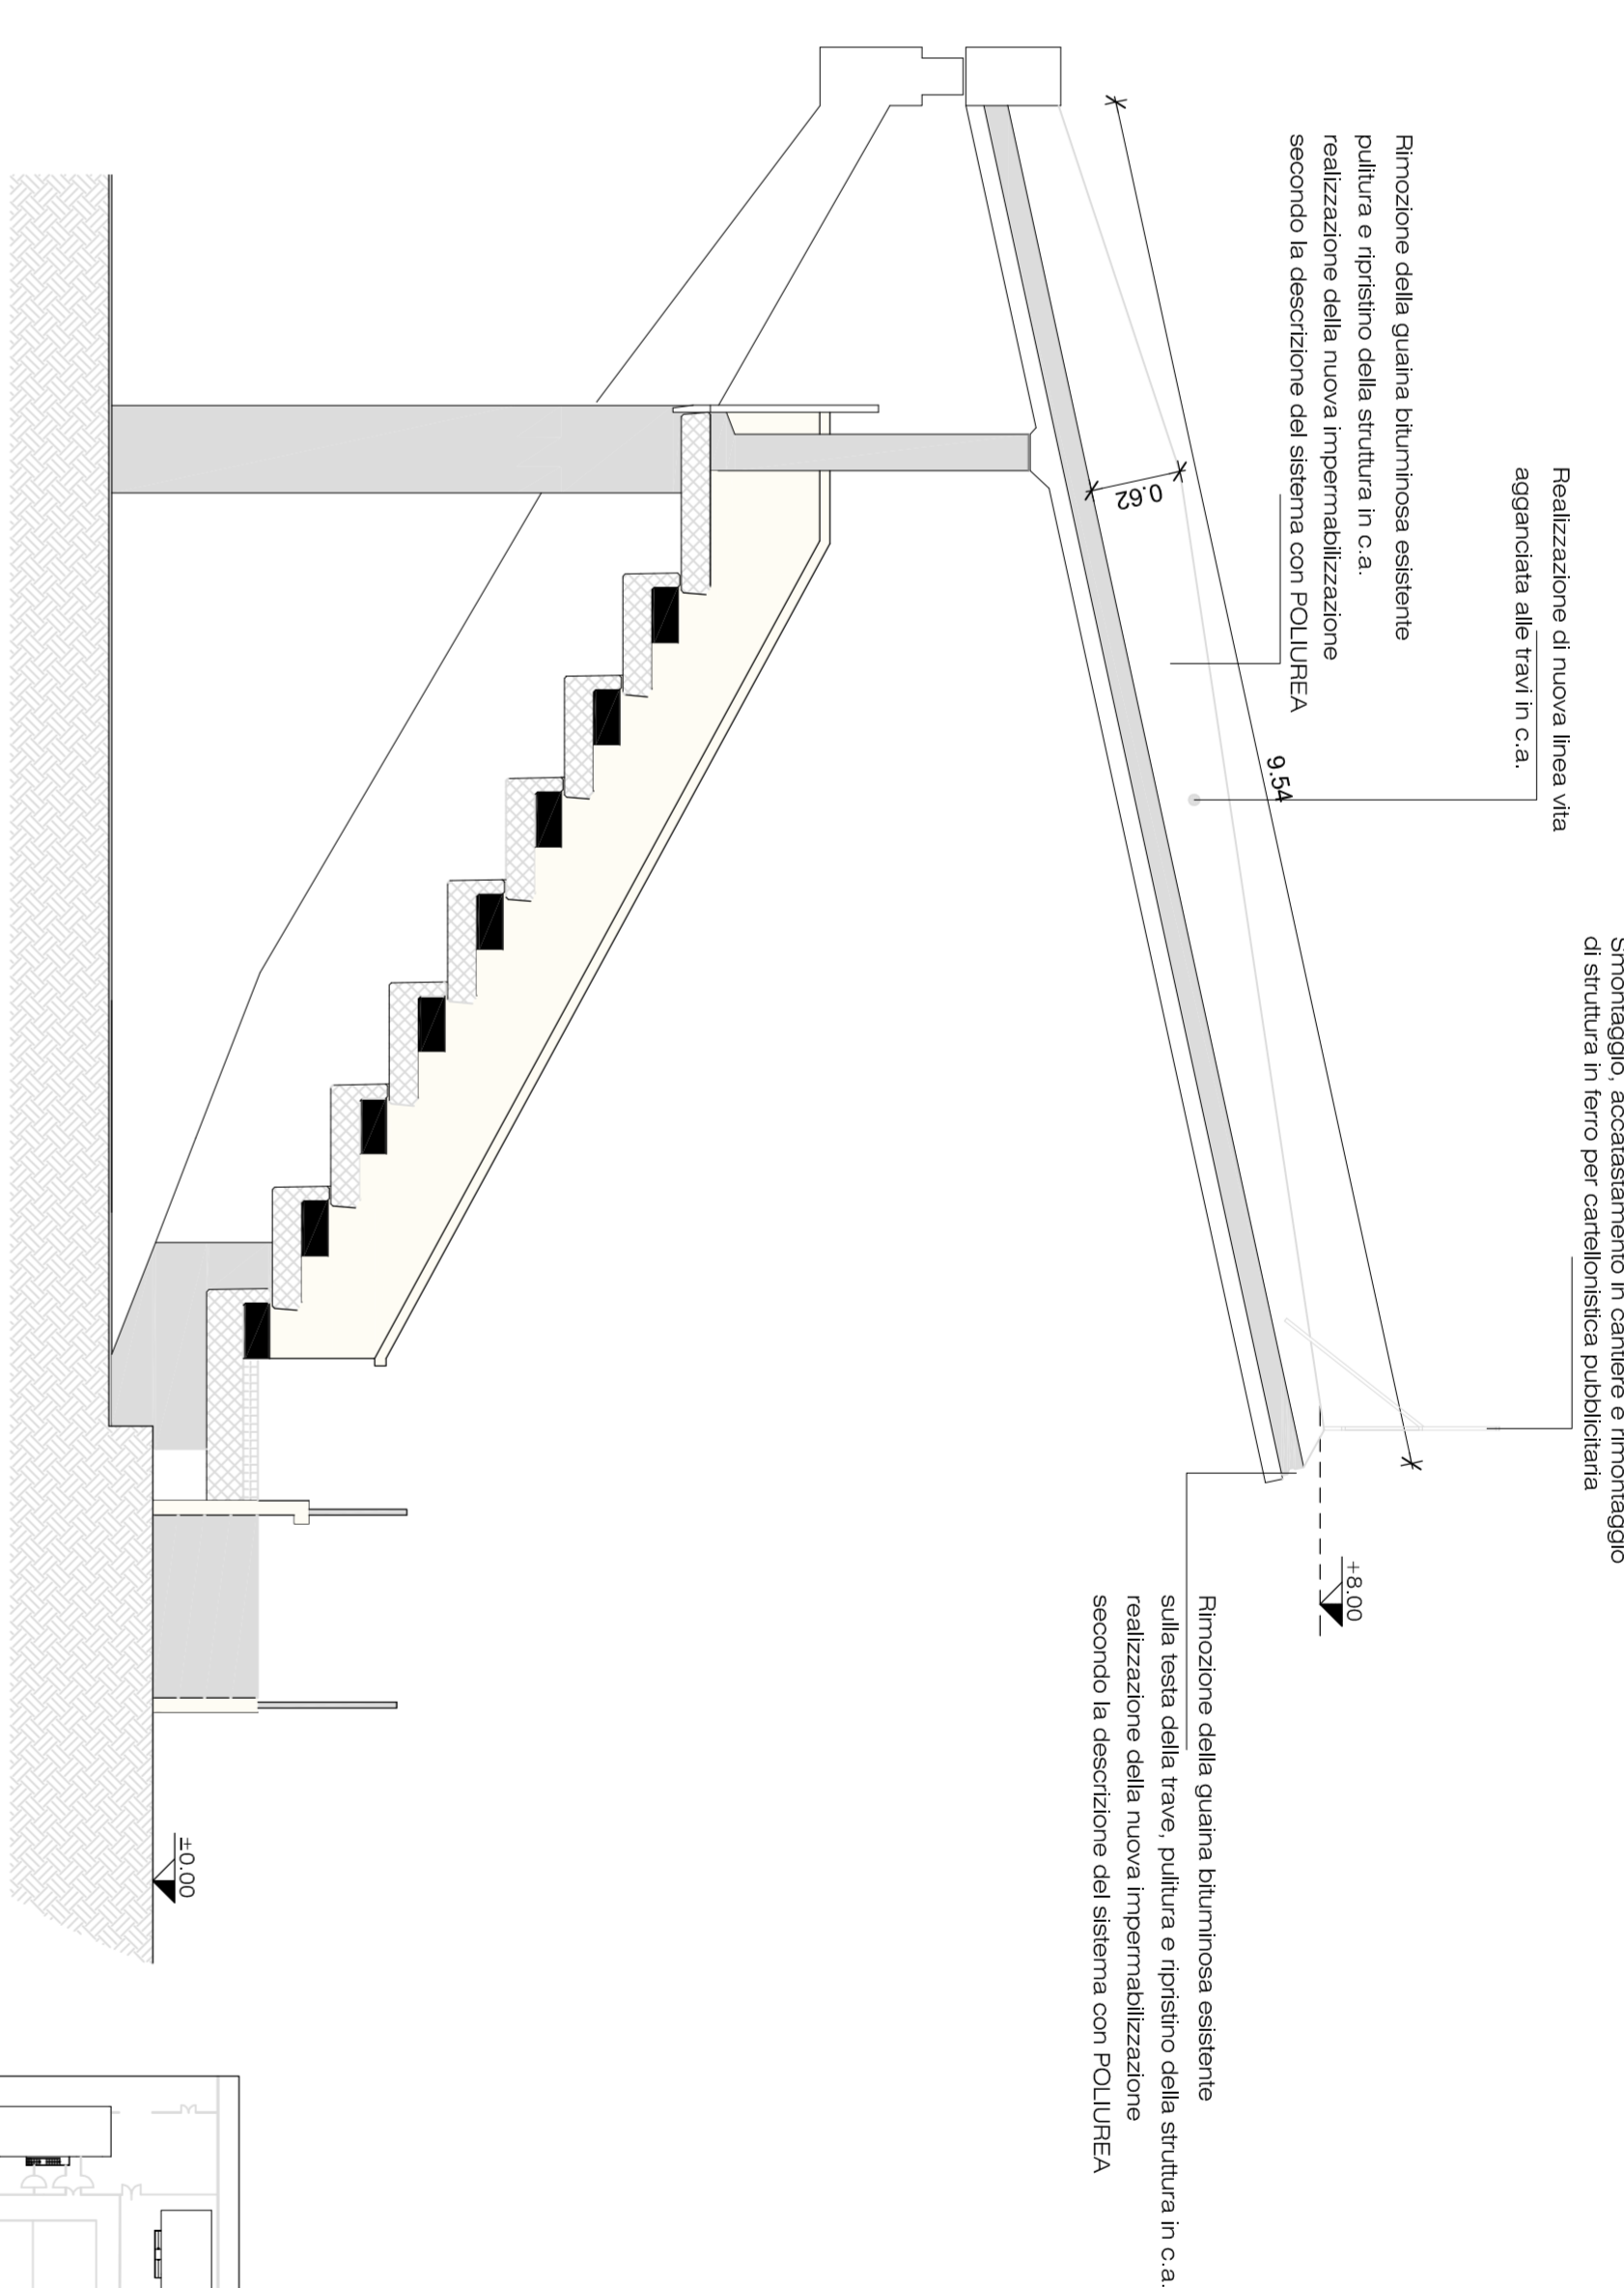 Smontaggio, accatastamento in cantiere e rimontaggio
di struttura in ferro per cartellonistica pubblicitaria
Realizzazione di nuova linea vita
agganciata alle travi in c.a.
Rimozione della guaina bituminosa esistente
pulitura e ripristino della struttura in c.a.
realizzazione della nuova impermabilizzazione
secondo la descrizione del sistema con POLIUREA
9.54
0.62
+8.00
Rimozione della guaina bituminosa esistente
sulla testa della trave, pulitura e ripristino della struttura in c.a.
realizzazione della nuova impermabilizzazione
secondo la descrizione del sistema con POLIUREA
±0.00